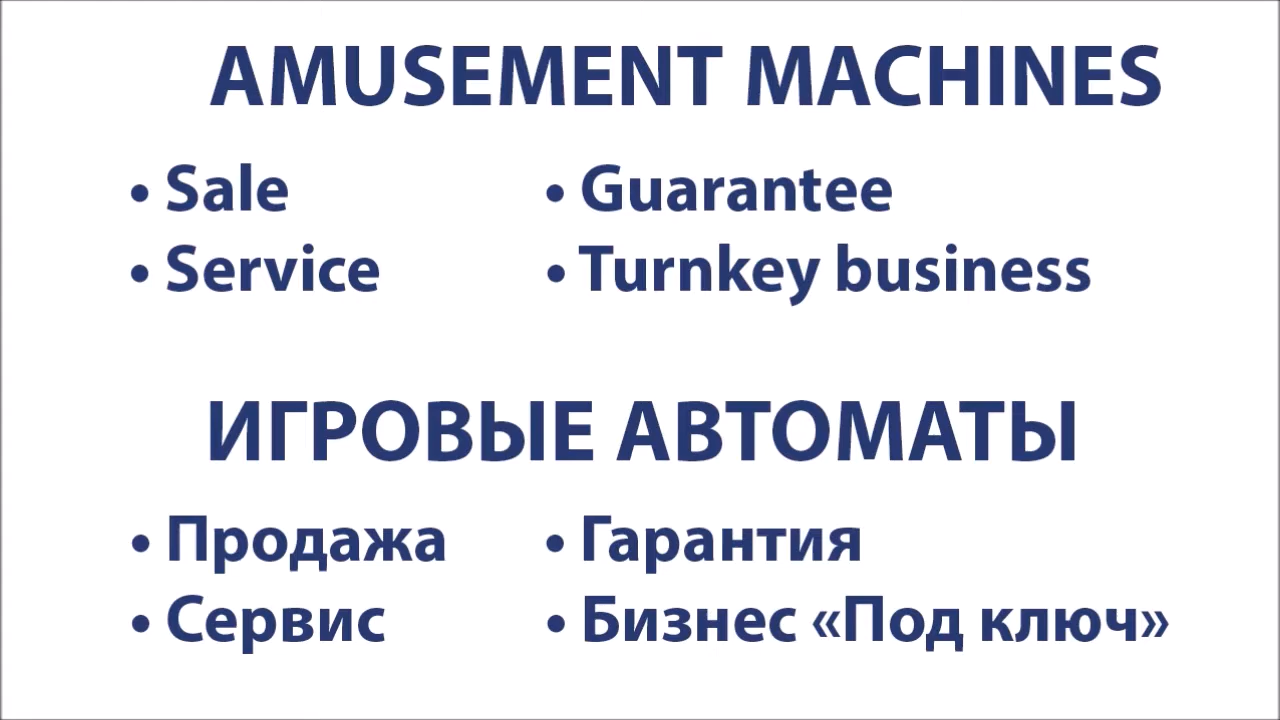 AMUSEMENT MACHINES
• Sale
• Service
• Guarantee
• Turnkey business
ИГРОВЫЕ АВТОМАТЫ
• Продажа
• Сервис
• Гарантия
• Бизнес «Под ключ»